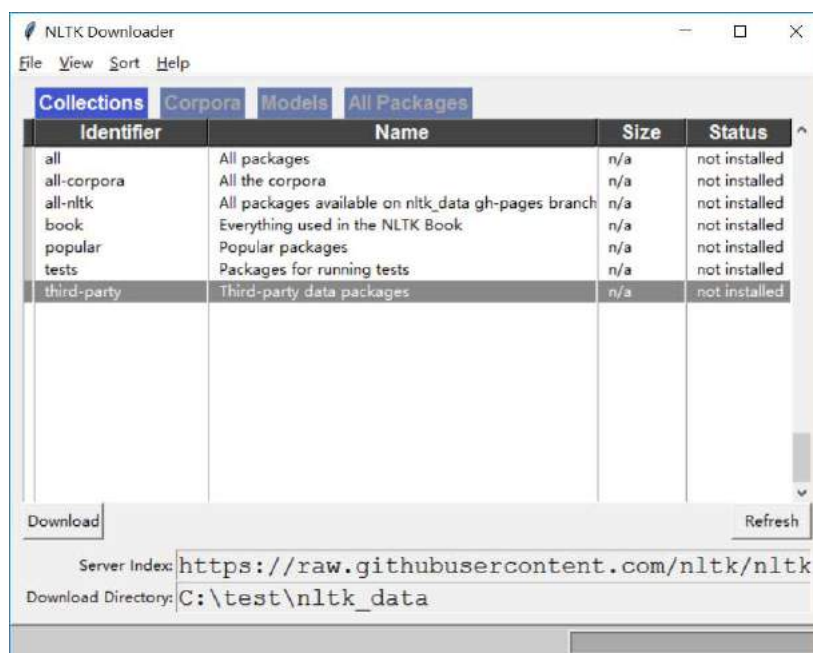 NLTK Downloader
File View Sort Help
Collections Corpora Models All Packages
Identifier Name Size Status
all All packages n/a not installed
all-corpora All the corpora n/a not installed
all-nltk All packages available on nltk_data gh-pages branch n/a not installed
book Everything used in the NLTK Book n/a not installed
popular Popular packages n/a not installed
tests Packages for running tests n/a not installed
third-party Third-party data packages n/a not installed
Download Refresh
Server Index: https://raw.githubusercontent.com/nltk/nltk
Download Directory: C:\test\nltk_data